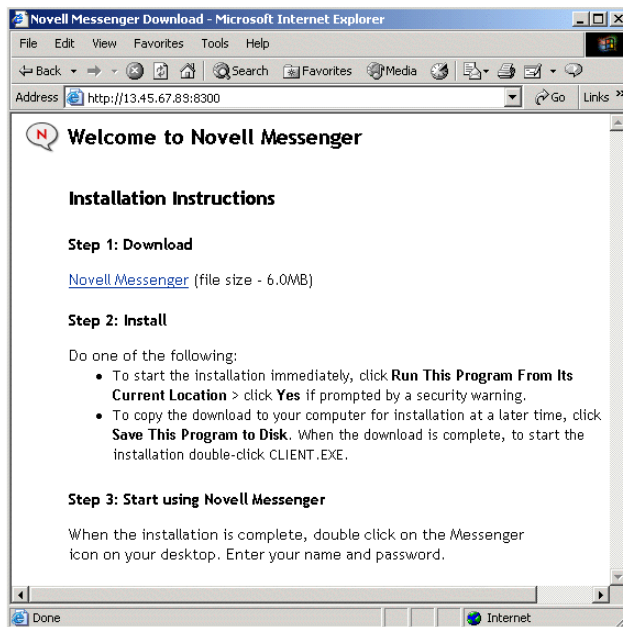 Novell Messenger Download - Microsoft Internet Explorer
File Edit View Favorites Tools Help
Back Search Favorites Media
Address http://13.45.67.89:8300 Go Links »
N Welcome to Novell Messenger
Installation Instructions
Step 1: Download
Novell Messenger (file size - 6.0MB)
Step 2: Install
Do one of the following:
• To start the installation immediately, click Run This Program From Its
Current Location > click Yes if prompted by a security warning.
• To copy the download to your computer for installation at a later time, click
Save This Program to Disk. When the download is complete, to start the
installation double-click CLIENT.EXE.
Step 3: Start using Novell Messenger
When the installation is complete, double click on the Messenger
icon on your desktop. Enter your name and password.
Done Internet